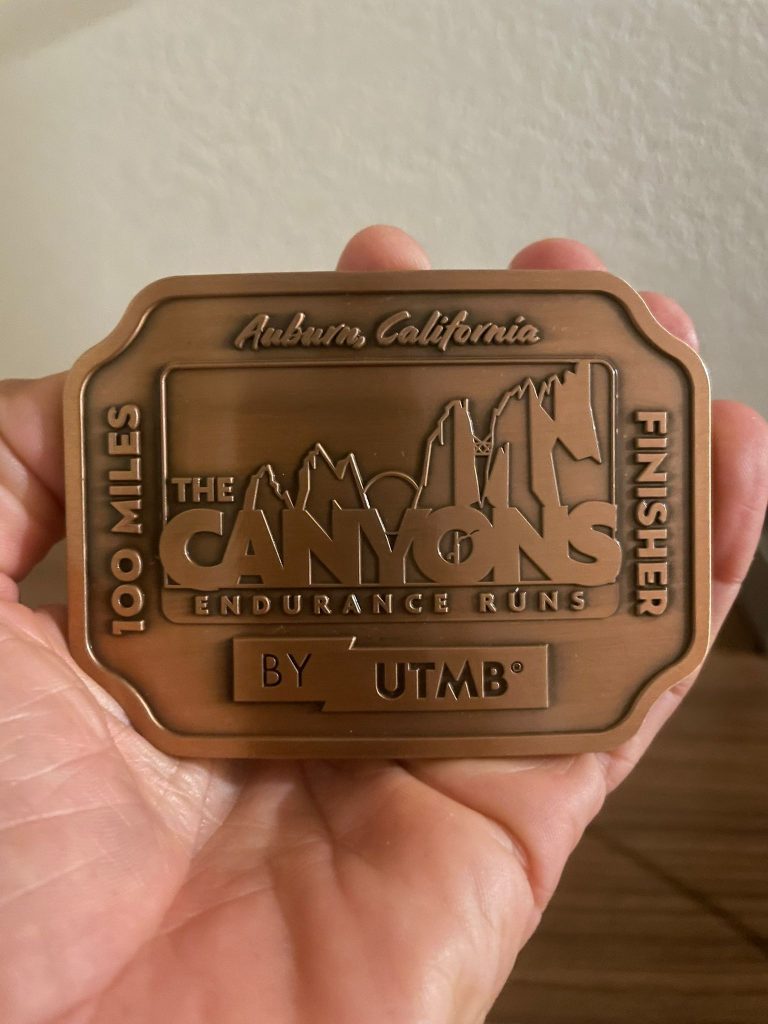 Auburn, California
100 MILES
THE
CANYONS
ENDURANCE RUNS
FINISHER
BY UTMB°